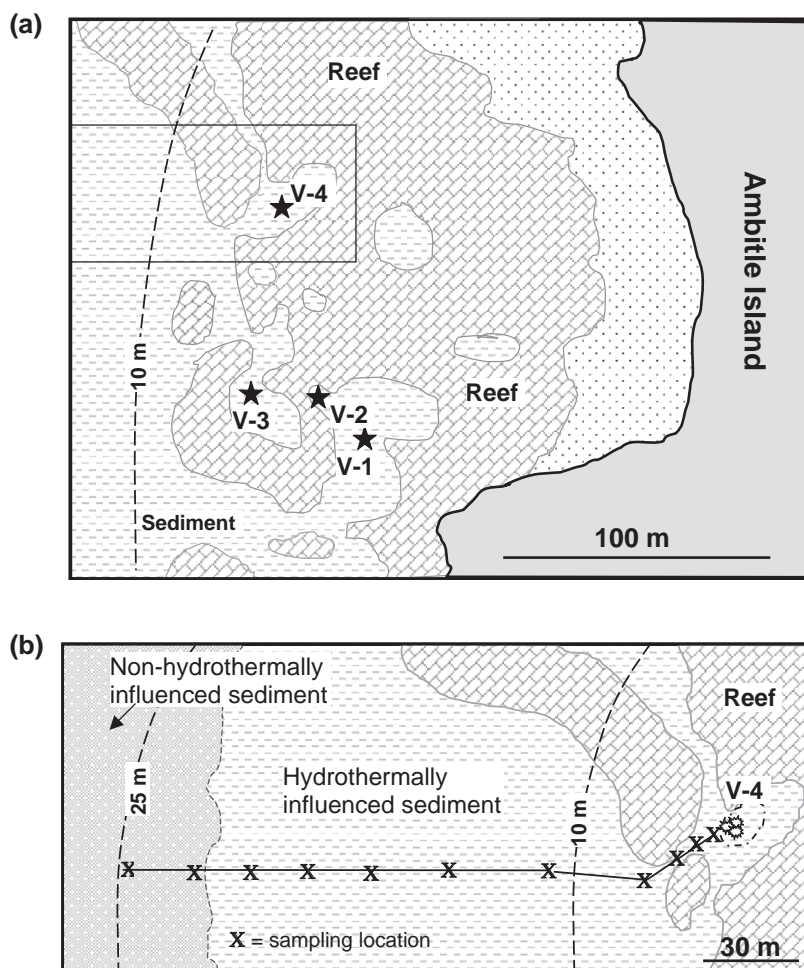 (a)
Reef
V-4
Ambitle Island
10 m
Reef
V-3
V-2
V-1
Sediment
100 m
(b)
Non-hydrothermally
influenced sediment
Reef
25 m
Hydrothermally
influenced sediment
V-4
10 m
X X X X X X X X X X X
X = sampling location
30 m